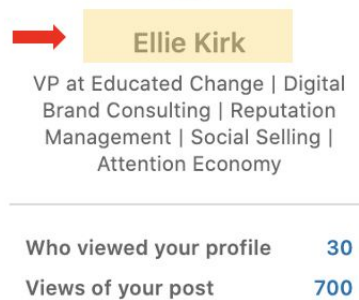 Ellie Kirk
VP at Educated Change | Digital
Brand Consulting | Reputation
Management | Social Selling |
Attention Economy
Who viewed your profile 30
Views of your post 700